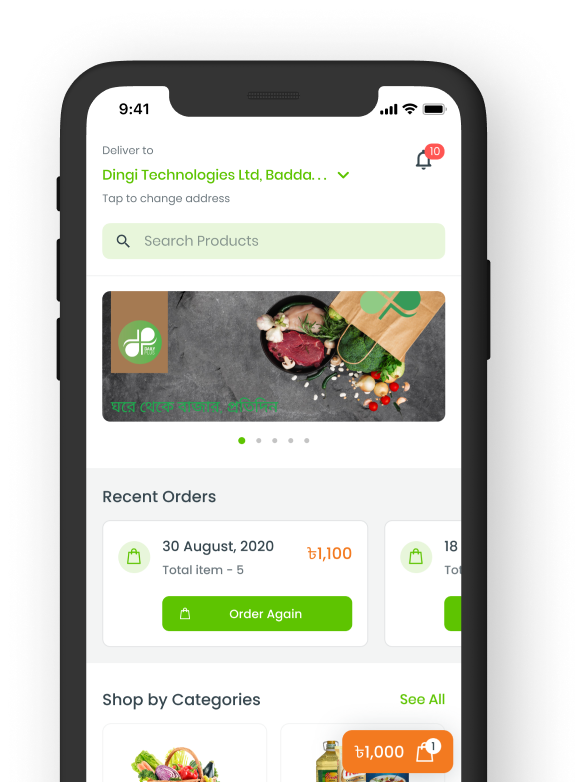 9:41
Deliver to
10
Dingi Technologies Ltd, Badda...
Tap to change address
Search Products
ঘরে থেকে বাজার, প্রতিদিন
Recent Orders
30 August, 2020
৳1,100
18
Total item - 5
Tot
Order Again
Shop by Categories
See All
৳1,000
1